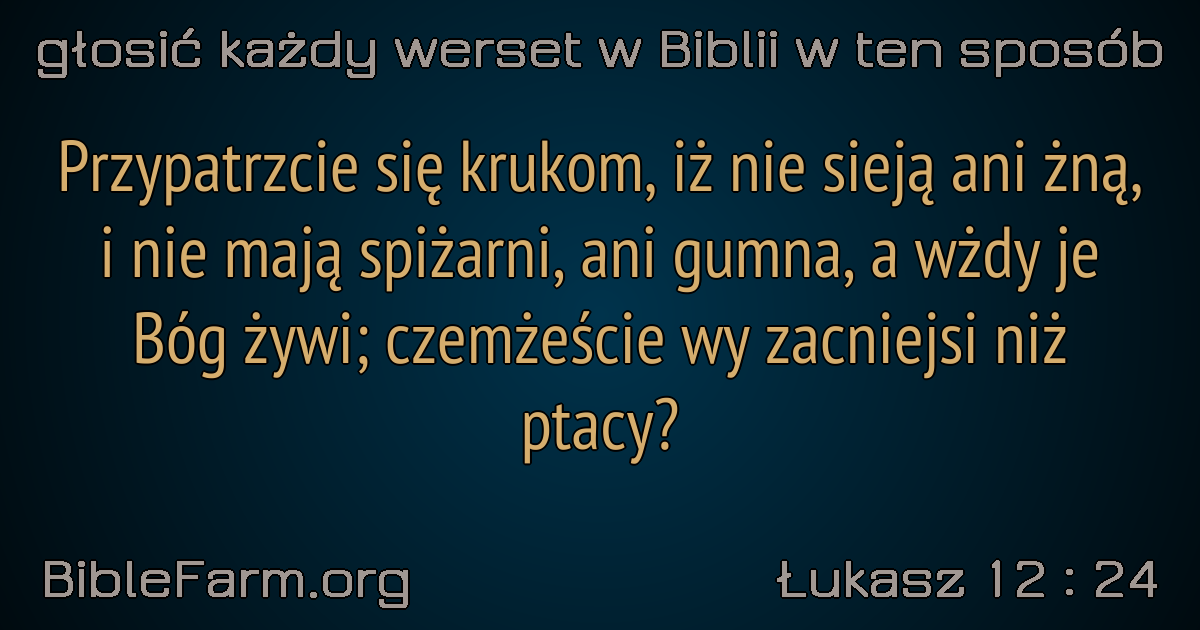 głosić każdy werset w Biblii w ten sposób
Przypatrzcie się krukom, iż nie sieją ani żną,
i nie mają spiżarni, ani gumna, a wżdy je
Bóg żywi; czemżeście wy zacniejsi niż
ptacy?
BibleFarm.org
Łukasz 12 : 24